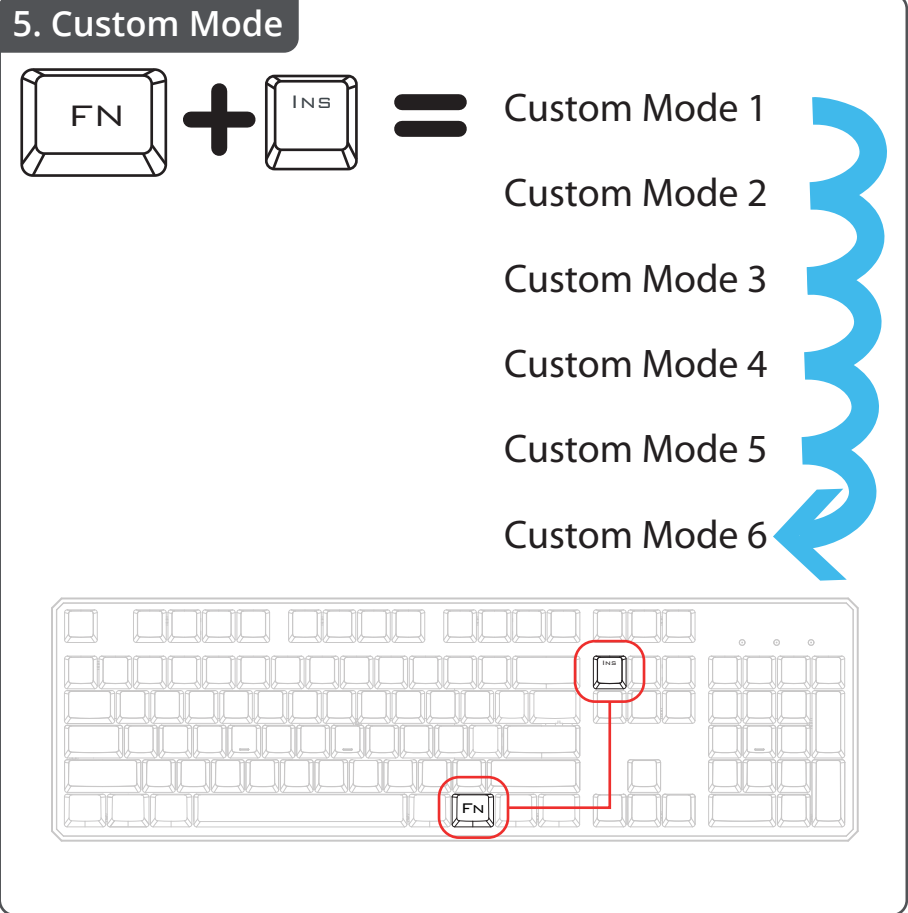 5. Custom Mode
FN + INS = Custom Mode 1
Custom Mode 2
Custom Mode 3
Custom Mode 4
Custom Mode 5
Custom Mode 6
INS
FN